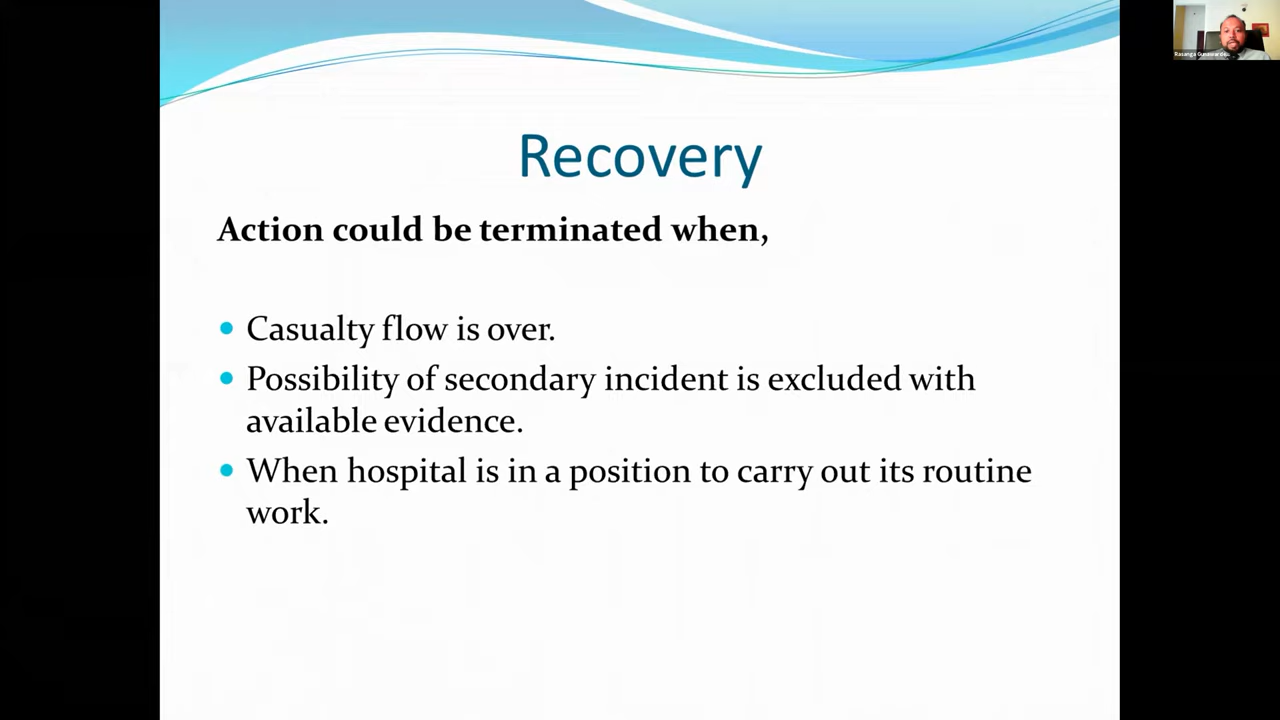 Recovery
Action could be terminated when,
• Casualty flow is over.
• Possibility of secondary incident is excluded with
available evidence.
• When hospital is in a position to carry out its routine
work.
Rasanga